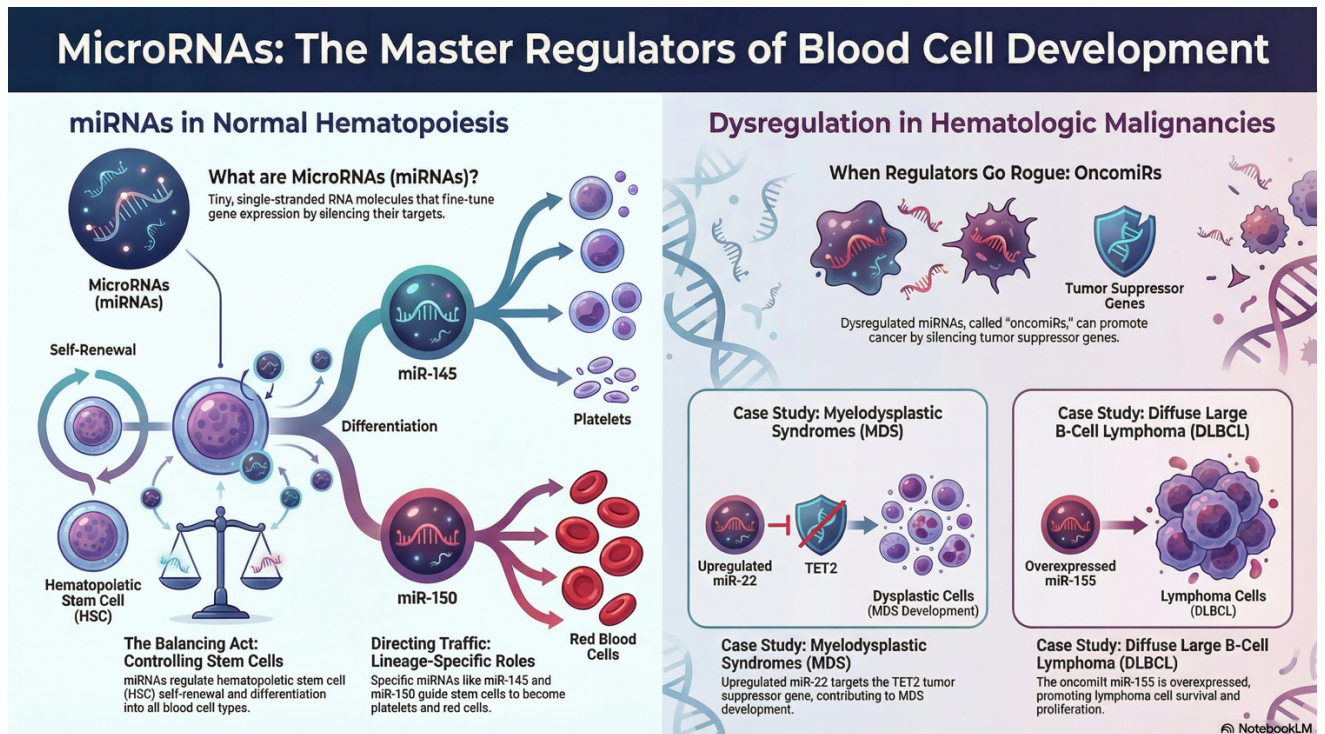 MicroRNAs: The Master Regulators of Blood Cell Development
miRNAs in Normal Hematopoiesis
What are MicroRNAs (miRNAs)?
Tiny, single-stranded RNA molecules that fine-tune
gene expression by silencing their targets.
MicroRNAs
(miRNAs)
Self-Renewal
Hematopolatic
Stem Cell
(HSC)
Differentiation
miR-145
Platelets
miR-150
Red Blood
Cells
The Balancing Act:
Controlling Stem Cells
miRNAs regulate hematpoletic stem cell
(HSC) self-renewal and differentiation
into all blood cell types.
Directing Traffic:
Lineage-Specific Roles
Specific miRNAs like miR-145 and
miR-150 guide stem cells to become
platelets and red cells.
Dysregulation in Hematologic Malignancies
When Regulators Go Rogue: OncomiRs
Tumor Suppressor
Genes
Dysregulated miRNAs, called "oncomiRs," can promote
cancer by silencing tumor suppressor genes.
Case Study: Myelodysplastic
Syndromes (MDS)
Upregulated
miR-22
TET2
Dysplastic Cells
(MDS Development)
Case Study: Myelodysplastic
Syndromes (MDS)
Upregulated miR-22 targets the TET2 tumor
suppressor gene, contributing to MDS
development.
Case Study: Diffuse Large
B-Cell Lymphoma (DLBCL)
Overexpressed
miR-155
Lymphoma Cells
(DLBCL)
Case Study: Diffuse Large B-Cell
Lymphoma (DLBCL)
The oncomilt miR-155 is overexpressed,
promoting lymphoma cell survival and
proliferation.
NotebookLM